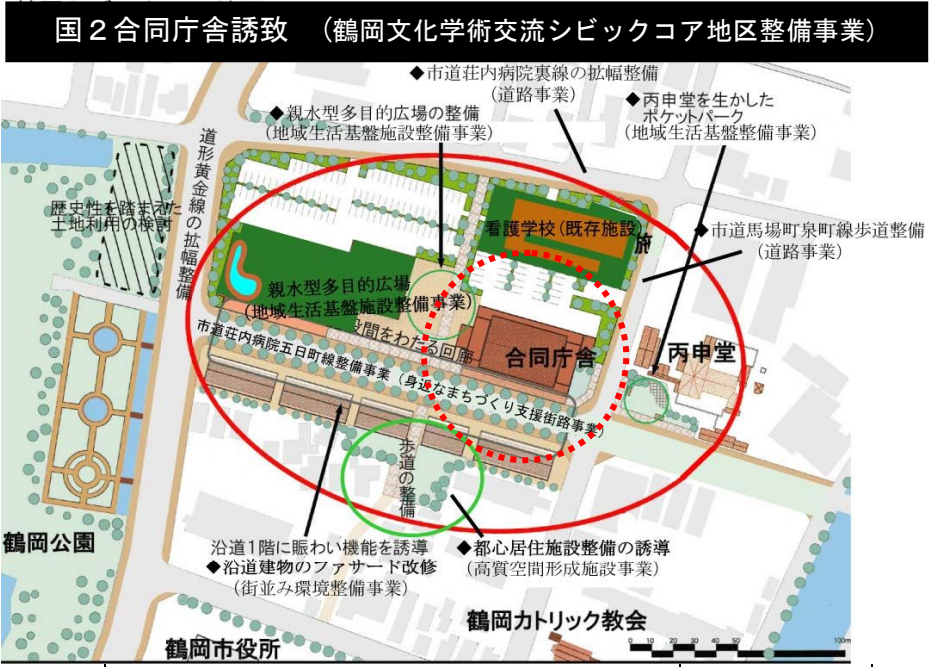 国2合同庁舎誘致 （鶴岡文化学術交流シビックコア地区整備事業）
◆市道荘内病院裏線の拡幅整備
(道路事業)
◆親水型多目的広場の整備
(地域生活基盤施設整備事業)
◆丙申堂を生かした
ポケットパーク
(地域生活基盤整備事業)
道形黄金線の拡幅整備
歴史性を踏まえた
土地利用の検討
看護学校(既存施設)
施
◆市道馬場町泉町線歩道整備
(道路事業)
親水型多目的広場
(地域生活基盤施設整備事業)
間をわたる回廊
合同庁舎
丙申堂
市道荘内病院五日町線整備事業（身近なまちづくり支援街路事業）
歩道の整備
鶴岡公園
沿道1階に賑わい機能を誘導
◆沿道建物のファサード改修
(街並み環境整備事業)
◆都心居住施設整備の誘導
(高質空間形成施設事業)
鶴岡カトリック教会
鶴岡市役所
0 10 20 30 40 50 100m